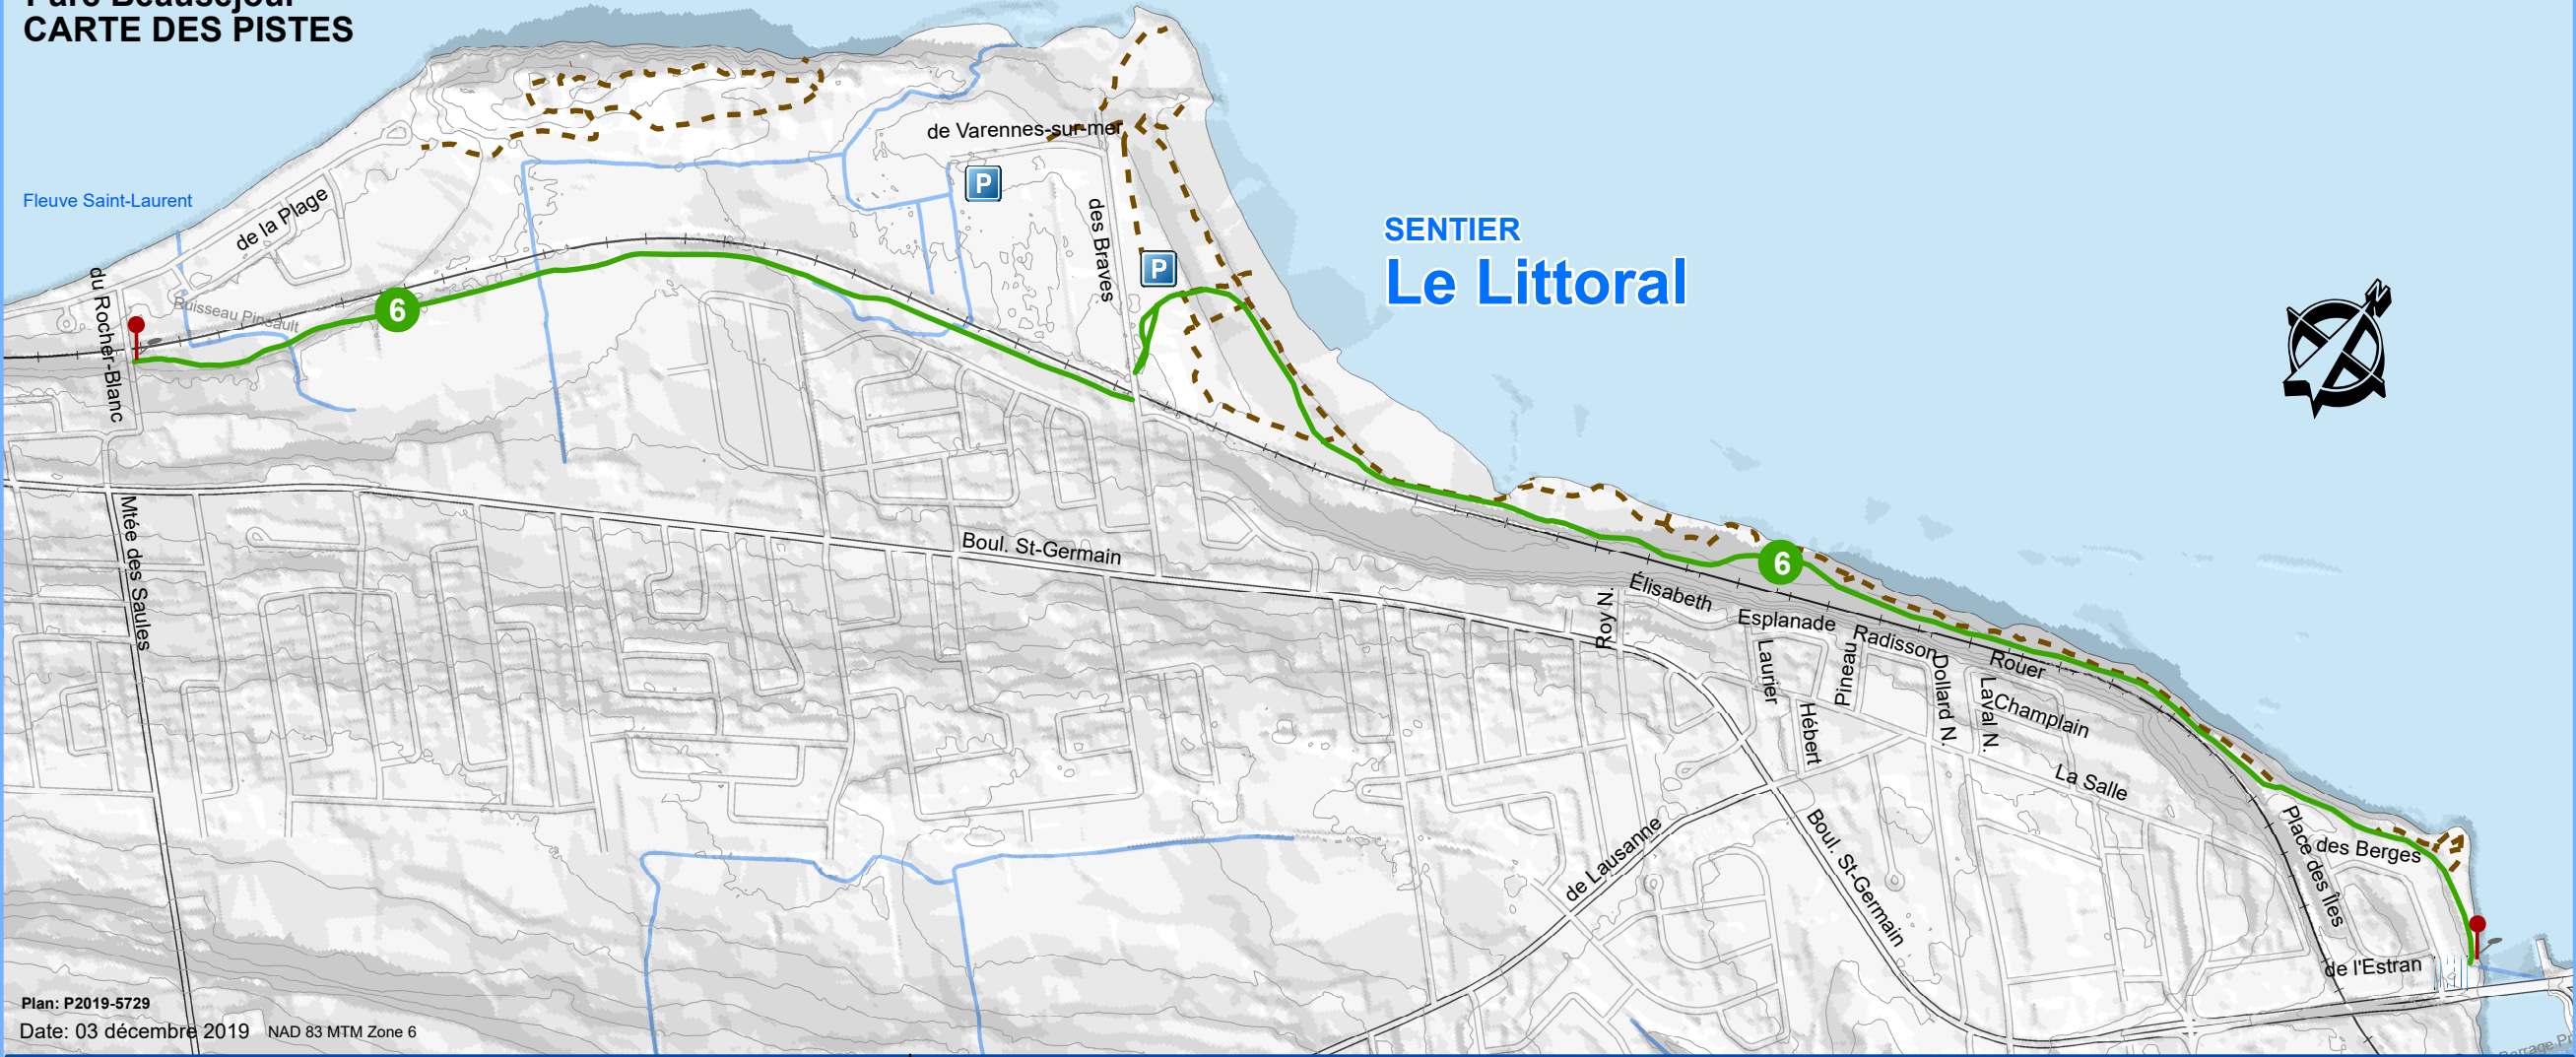 Parc Beauséjour
CARTE DES PISTES
de Varennes-sur-mer
P
Fleuve Saint-Laurent
de la Plage
des Braves
P
SENTIER
Le Littoral
du Rocher-Blanc
Ruisseau Pineault
6
Mtée des Saules
Boul. St-Germain
6
Élisabeth
Roy N.
Esplanade
Radisson
Rouer
Laurier
Pineau
Dollard N.
Laval N.
Champlain
Hébert
La Salle
de Lausanne
Boul. St-Germain
Place des îles
des Berges
de l'Estran
Plan: P2019-5729
Date: 03 décembre 2019
NAD 83 MTM Zone 6